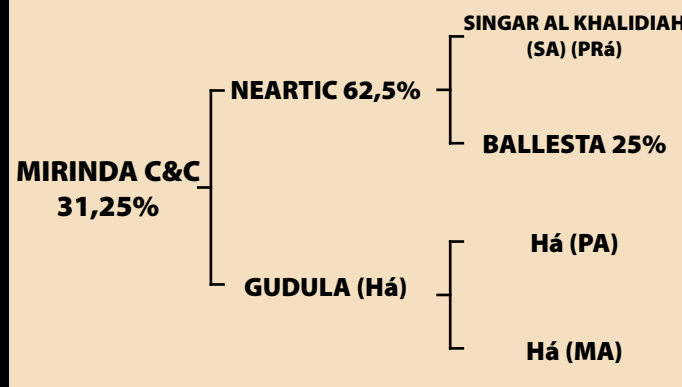 SINGAR AL KHALIDIAH
(SA) (PRá)
NEARTIC 62,5%
BALLESTA 25%
MIRINDA C&C
31,25%
Há (PA)
GUDULA (Há)
Há (MA)